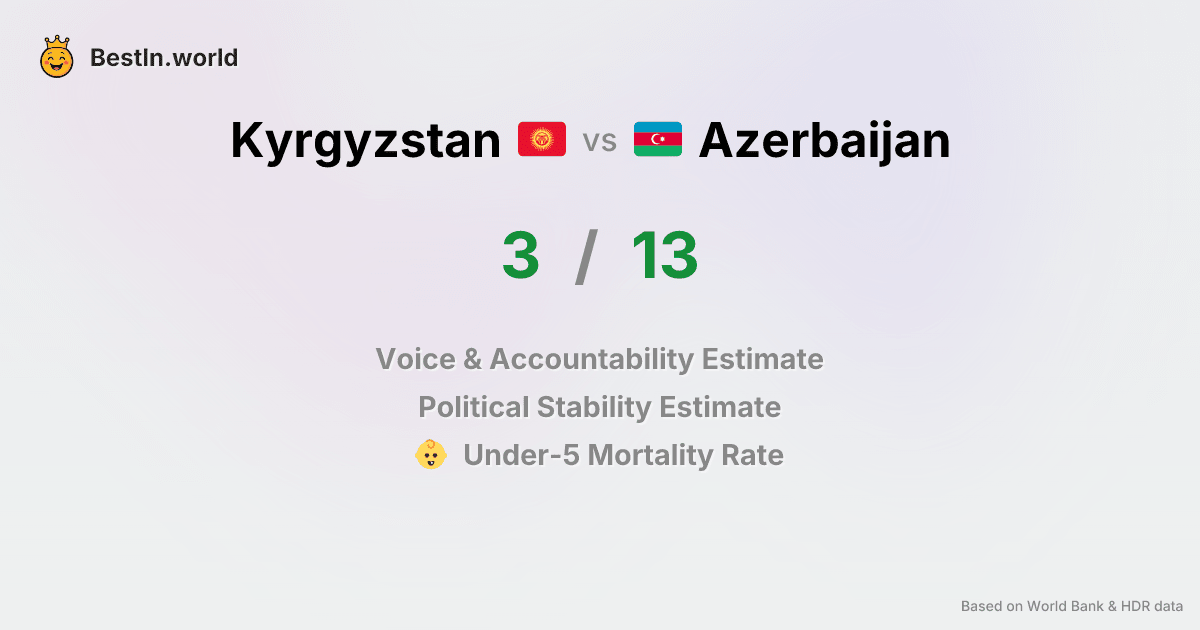 BestIn.world
Kyrgyzstan vs Azerbaijan
3 / 13
Voice & Accountability Estimate
Political Stability Estimate
Under-5 Mortality Rate
Based on World Bank & HDR data